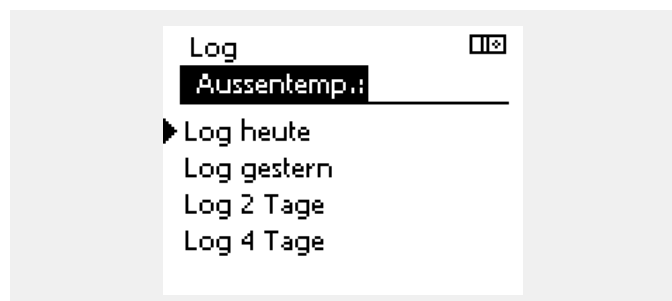 Log
Aussentemp.:
Log heute
Log gestern
Log 2 Tage
Log 4 Tage